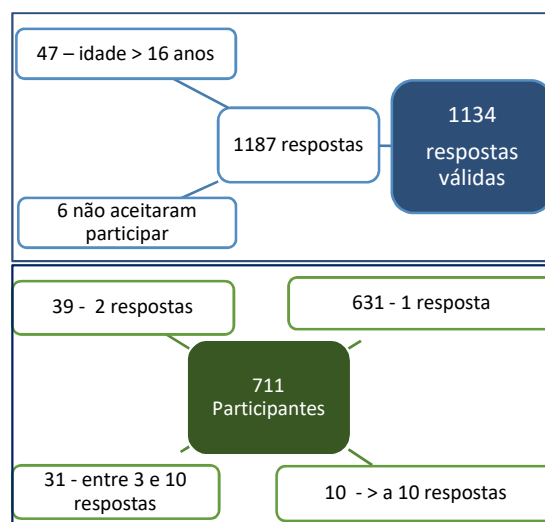 47 – idade > 16 anos
1187 respostas
1134
respostas
válidas
6 não aceitaram
participar
39 - 2 respostas
631 - 1 resposta
711
Participantes
31 - entre 3 e 10
respostas
10 - > a 10 respostas